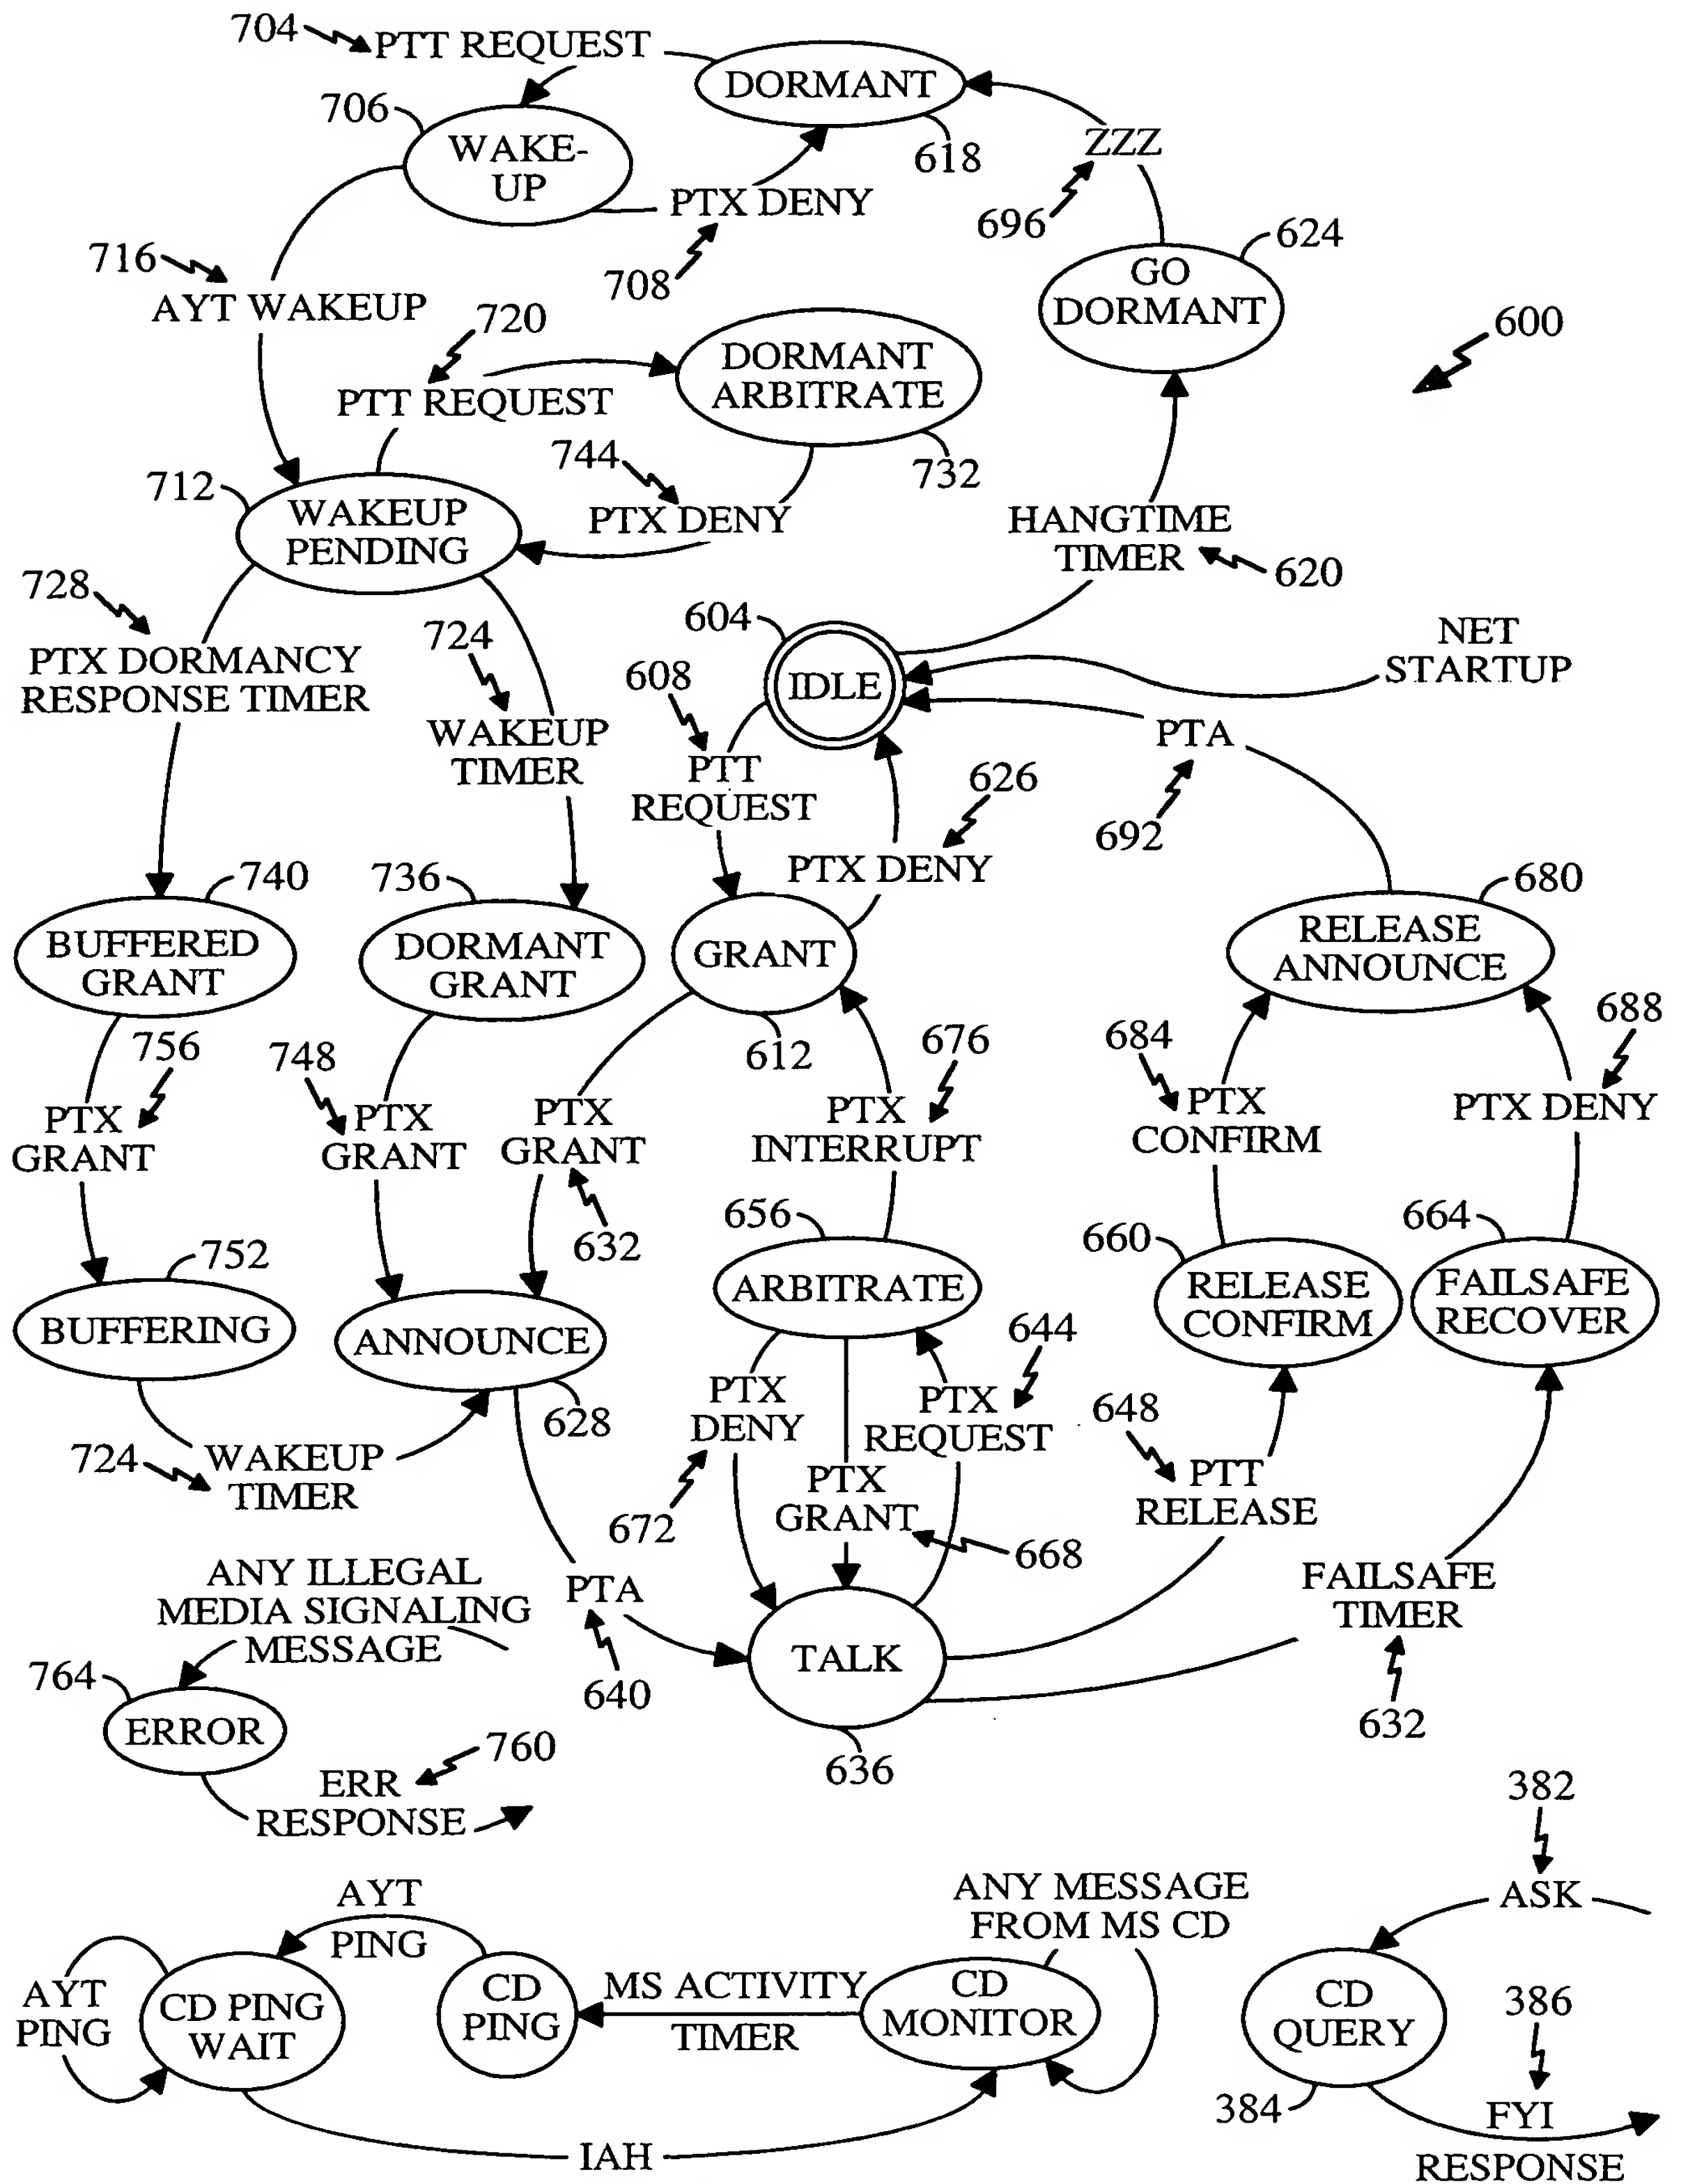 704
PTT REQUEST
DORMANT
706
WAKE-
UP
618
ZZZ
PTX DENY
696
708
716
AYT WAKEUP
624
GO
DORMANT
600
720
PTT REQUEST
DORMANT
ARBITRATE
732
744
PTX DENY
712
WAKEUP
PENDING
HANGTIME
TIMER
620
728
PTX DORMANCY
RESPONSE TIMER
724
WAKEUP
TIMER
604
IDLE
NET
STARTUP
608
PTT
REQUEST
PTA
692
626
PTX DENY
740
BUFFERED
GRANT
736
DORMANT
GRANT
GRANT
612
680
RELEASE
ANNOUNCE
756
PTX
GRANT
748
PTX
GRANT
PTX
GRANT
632
676
PTX
INTERRUPT
684
PTX
CONFIRM
688
PTX DENY
752
BUFFERING
ANNOUNCE
628
656
ARBITRATE
660
RELEASE
CONFIRM
664
FAILSAFE
RECOVER
PTX
DENY
672
644
PTX
REQUEST
PTX
GRANT
668
648
PTT
RELEASE
724
WAKEUP
TIMER
ANY ILLEGAL
MEDIA SIGNALING
MESSAGE
PTA
640
TALK
636
FAILSAFE
TIMER
632
764
ERROR
760
ERR
RESPONSE
382
ASK
AYT
PING
AYT
PING
CD PING
WAIT
CD
PING
MS ACTIVITY
TIMER
CD
MONITOR
ANY MESSAGE
FROM MS CD
IAH
CD
QUERY
384
386
FYI
RESPONSE